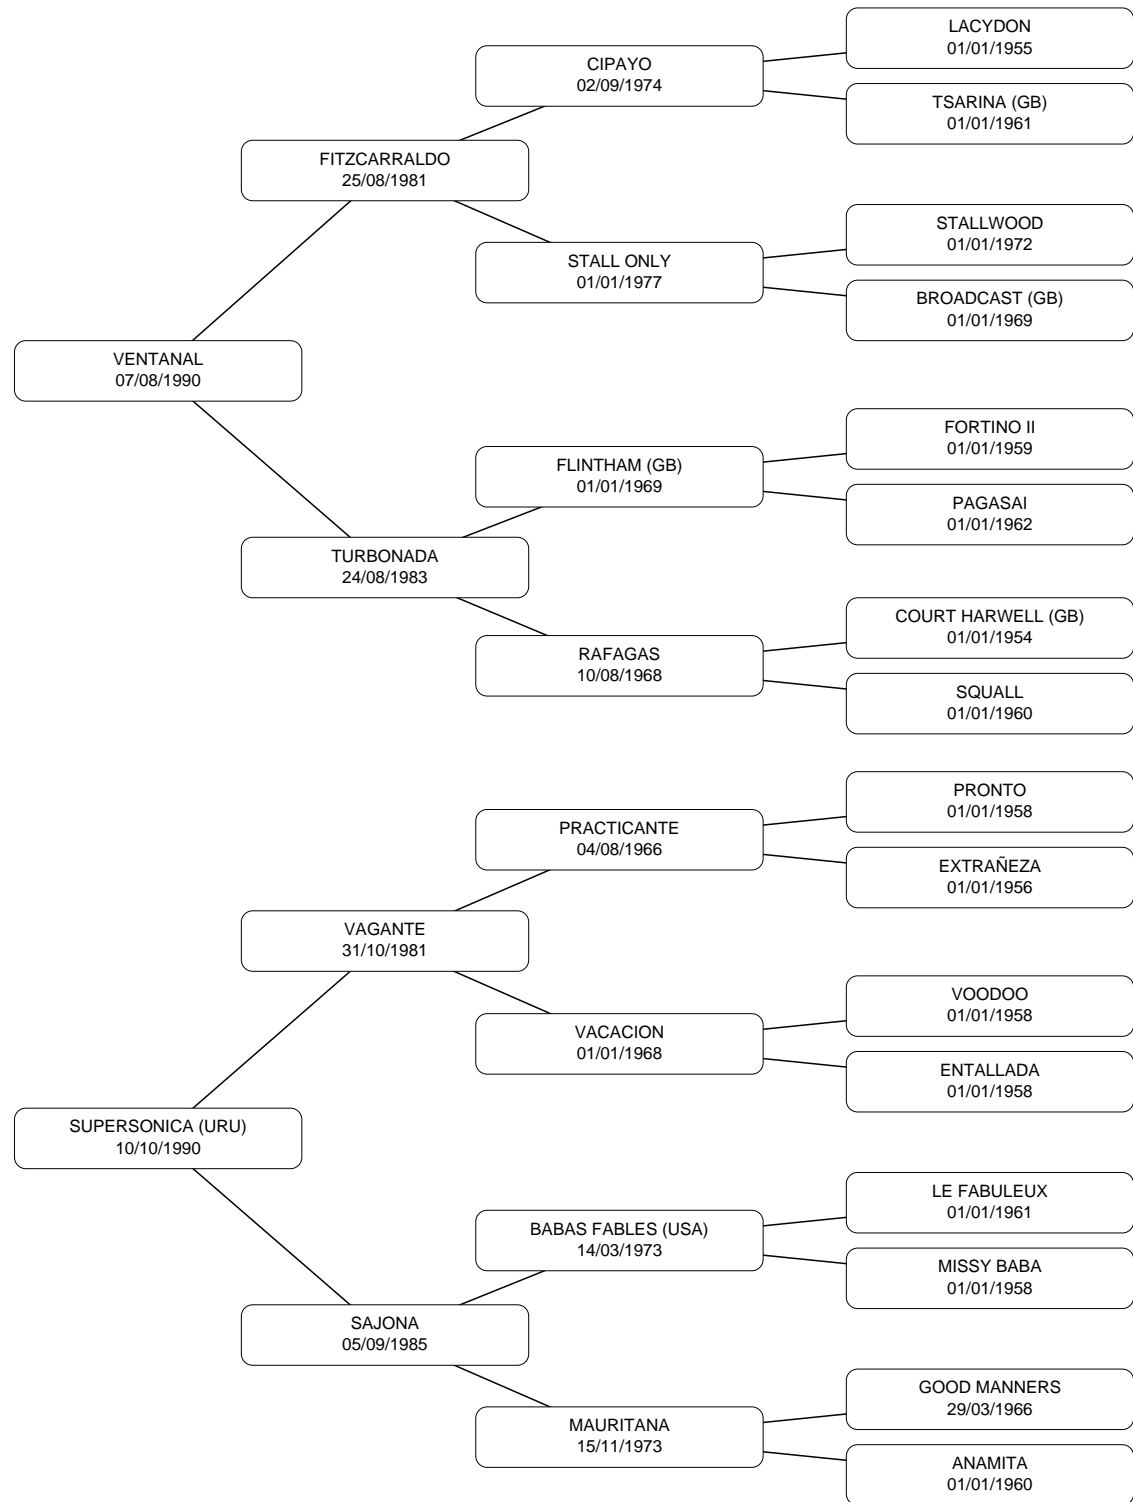 LACYDON
01/01/1955
CIPAYO
02/09/1974
TSARINA (GB)
01/01/1961
FITZCARRALDO
25/08/1981
STALLWOOD
01/01/1972
STALL ONLY
01/01/1977
BROADCAST (GB)
01/01/1969
VENTANAL
07/08/1990
FORTINO II
01/01/1959
FLINTHAM (GB)
01/01/1969
PAGASAI
01/01/1962
TURBONADA
24/08/1983
COURT HARWELL (GB)
01/01/1954
RAFAGAS
10/08/1968
SQUALL
01/01/1960
PRONTO
01/01/1958
PRACTICANTE
04/08/1966
EXTRAÑEZA
01/01/1956
VAGANTE
31/10/1981
VOODOO
01/01/1958
VACACION
01/01/1968
ENTALLADA
01/01/1958
SUPERSONICA (URU)
10/10/1990
LE FABULEUX
01/01/1961
BABAS FABLES (USA)
14/03/1973
MISSY BABA
01/01/1958
SAJONA
05/09/1985
GOOD MANNERS
29/03/1966
MAURITANA
15/11/1973
ANAMITA
01/01/1960